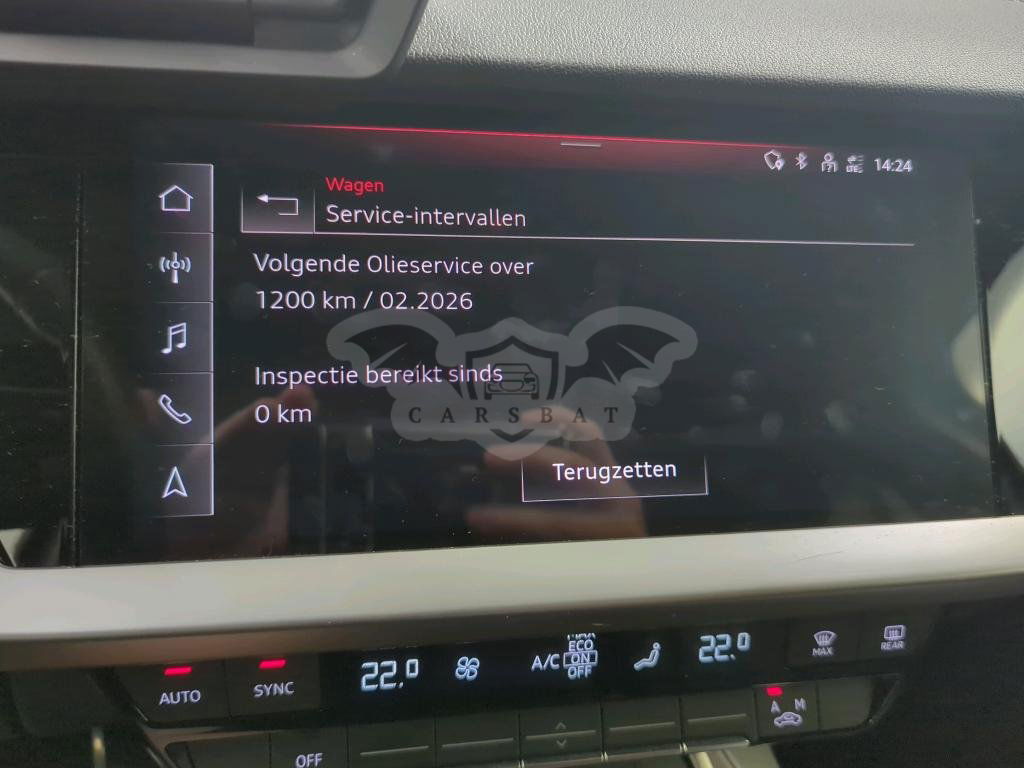 14:24
Wagen
Service-intervallen
Volgende Olieservice over
1200 km / 02.2026
Inspectie bereikt sinds
0 km
CARSBAT
Terugzetten
AUTO
SYNC
22.0
A/C
ECO
ON
OFF
22.0
MAX
REAR
A M
OFF